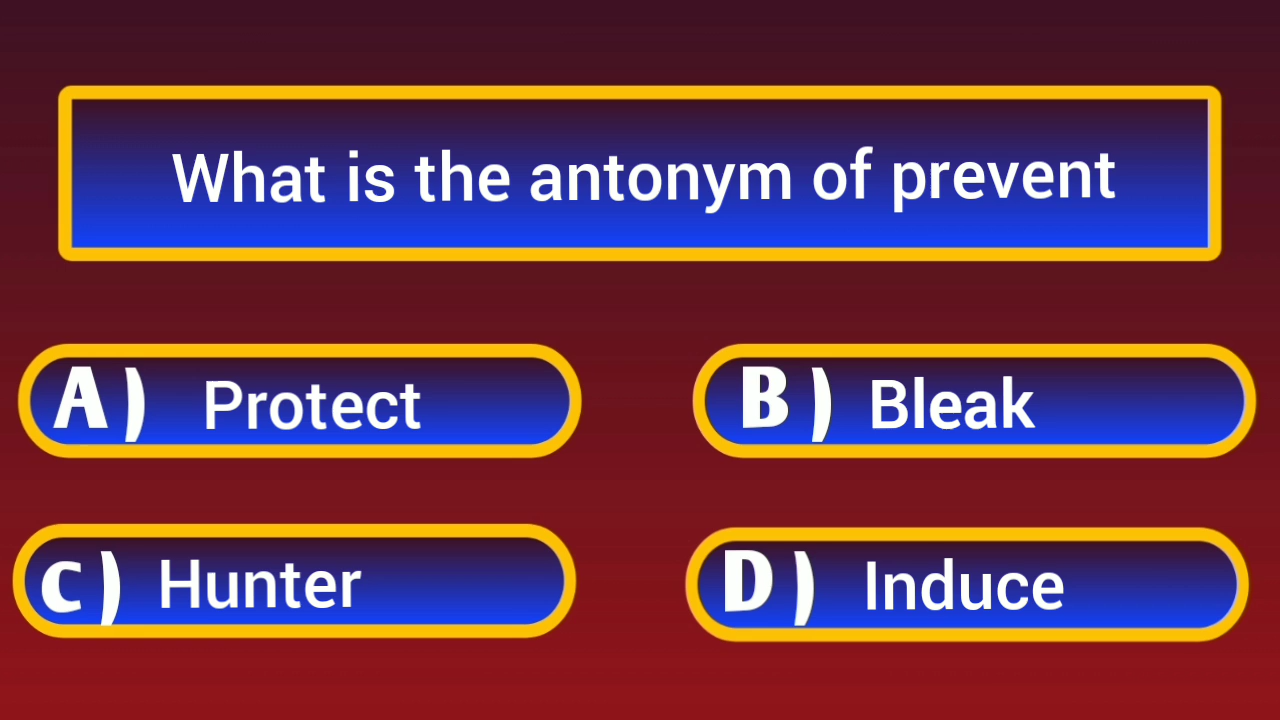 What is the antonym of prevent
A) Protect
B) Bleak
C) Hunter
D) Induce